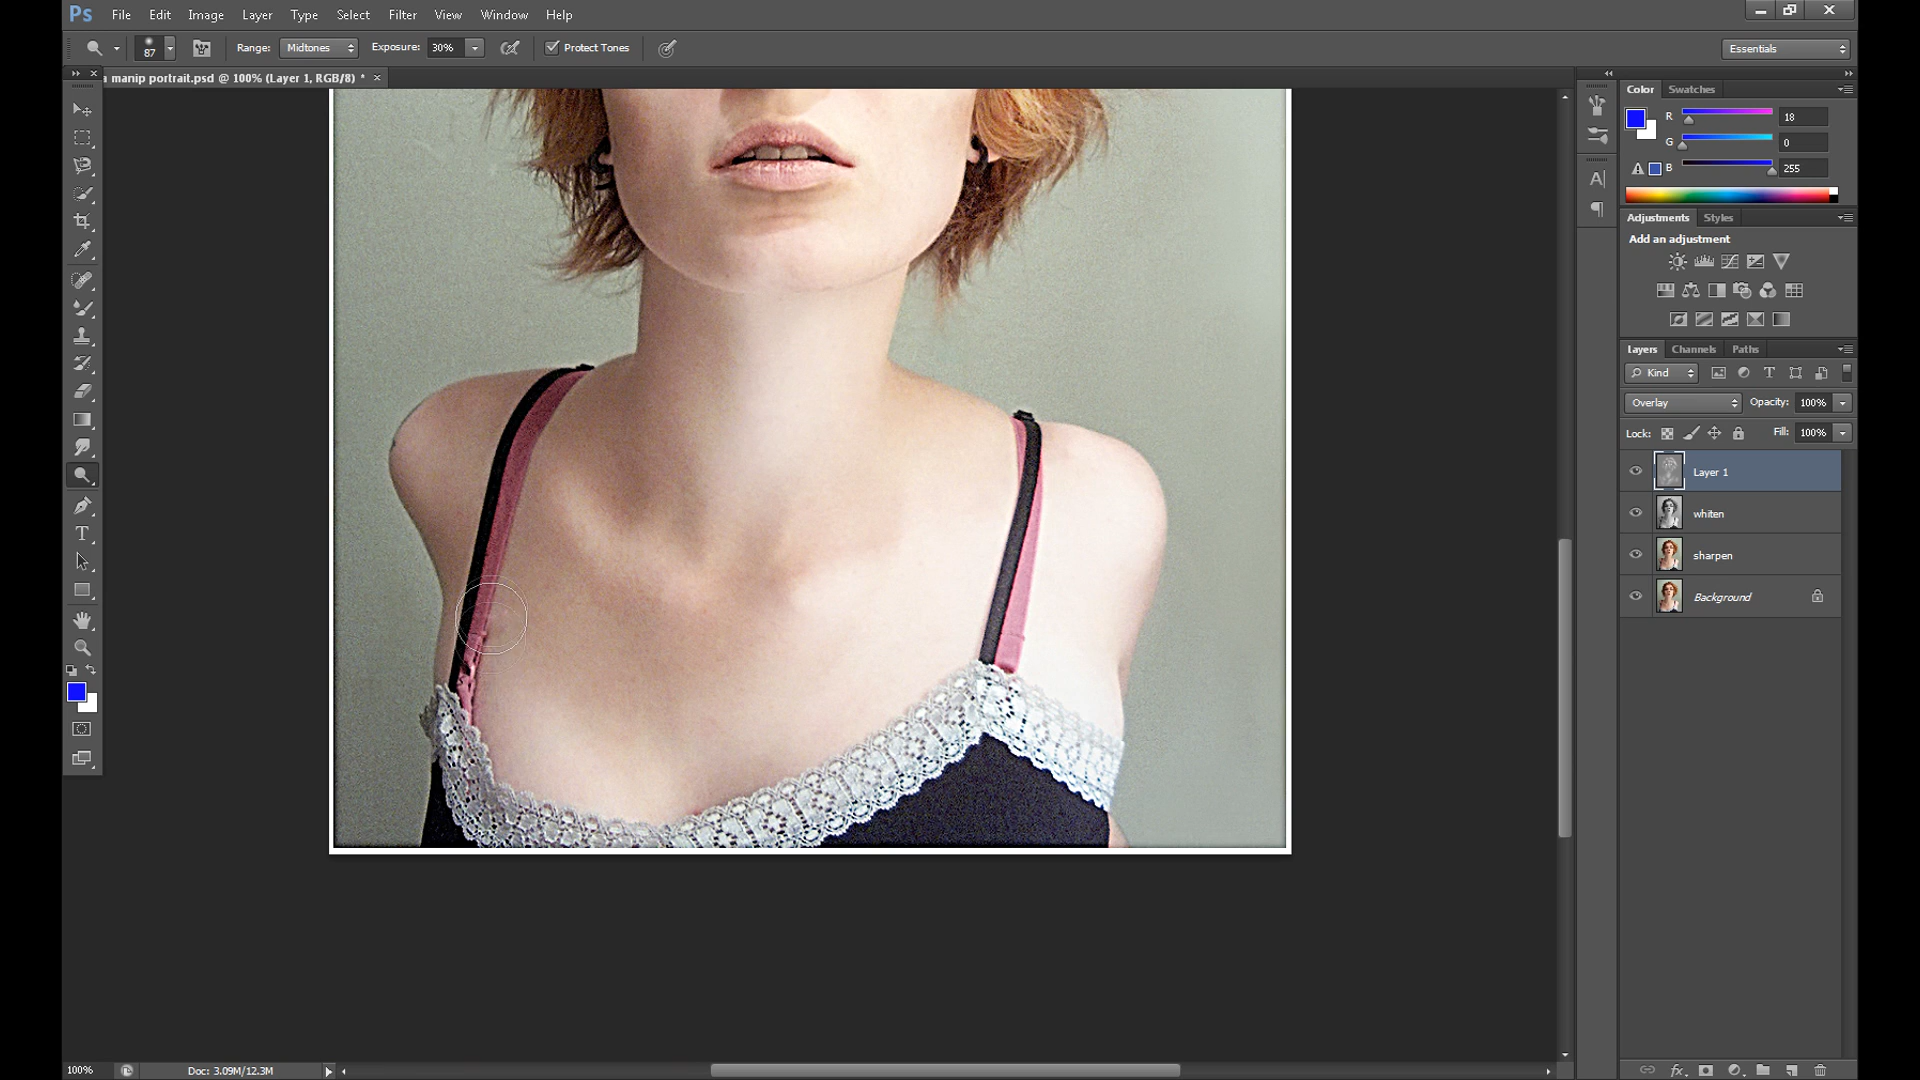 Ps File Edit Image Layer Type Select Filter View Window Help
87 Range: Midtones Exposure: 30% Protect Tones Essentials
a manip portrait.psd @ 100% (Layer 1, RGB/8) * ×
Color Swatches
R 18
G 0
B 255
Adjustments Styles
Add an adjustment
Layers Channels Paths
Kind
Overlay Opacity: 100%
Lock: Fill: 100%
Layer 1
whiten
sharpen
Background
100% Doc: 3.09M/12.3M